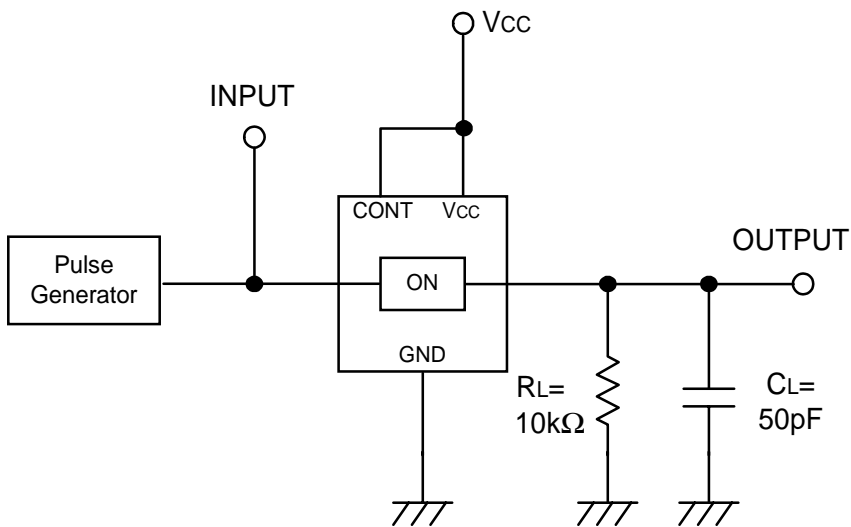 VCC
INPUT
CONT VCC
Pulse
Generator
ON
OUTPUT
GND
RL=
10kΩ
CL=
50pF